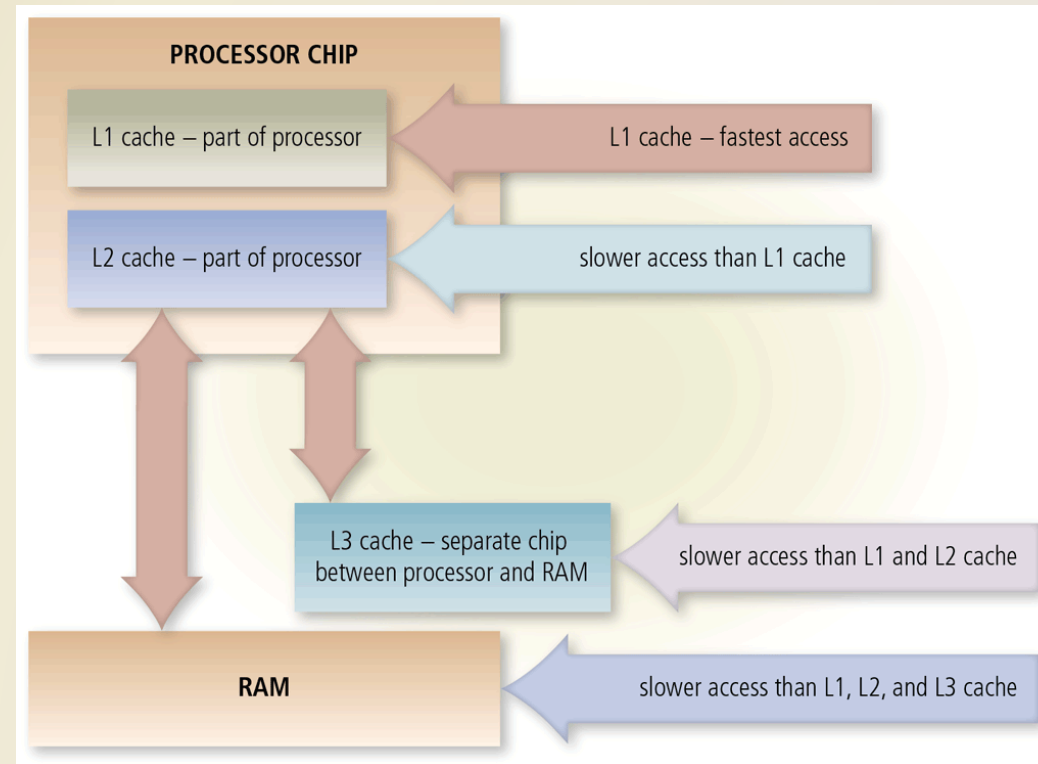 PROCESSOR CHIP
L1 cache – part of processor
L1 cache – fastest access
L2 cache – part of processor
slower access than L1 cache
L3 cache – separate chip
between processor and RAM
slower access than L1 and L2 cache
RAM
slower access than L1, L2, and L3 cache